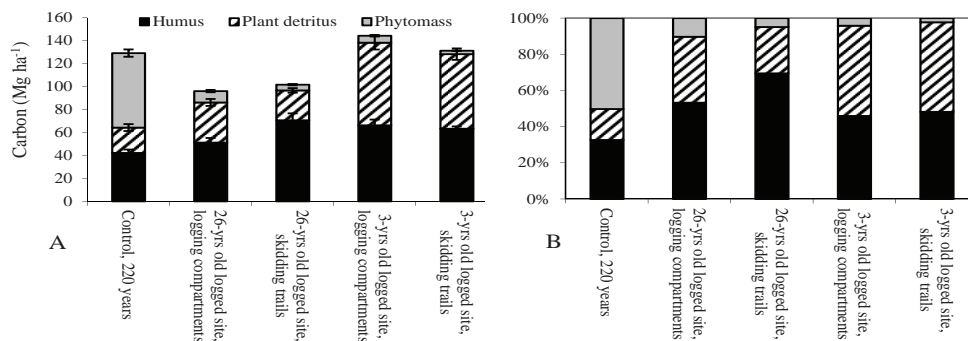 Humus Plant detritus Phytomass
Carbon (Mg ha-1)
160
140
120
100
80
60
40
20
0
Control, 220 years
26-yrs old logged site,
logging compartments
26-yrs old logged site,
skidding trails
3-yrs old logged site,
logging compartments
3-yrs old logged site,
skidding trails
A
100%
80%
60%
40%
20%
0%
Control, 220 years
26-yrs old logged site,
logging compartments
26-yrs old logged site,
skidding trails
3-yrs old logged site,
logging compartments
3-yrs old logged site,
skidding trails
B